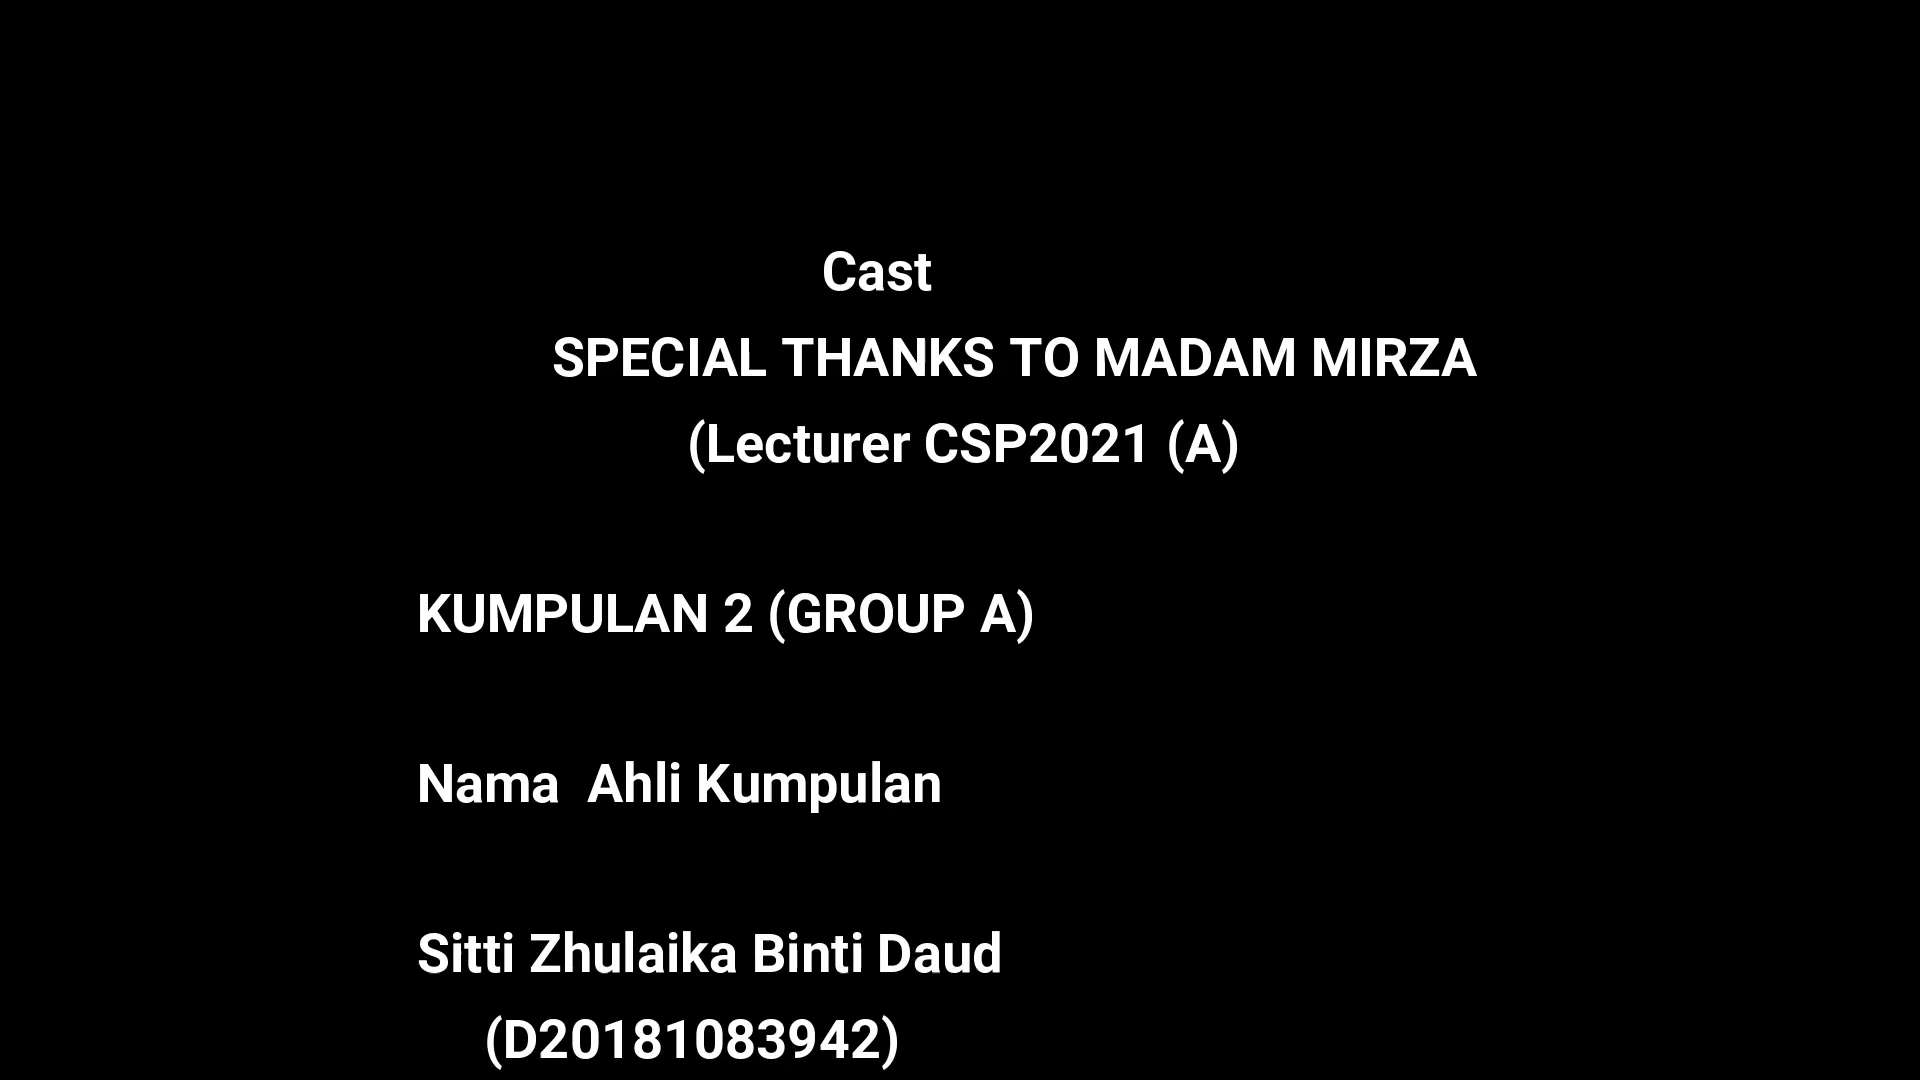 Cast
SPECIAL THANKS TO MADAM MIRZA
(Lecturer CSP2021 (A)
KUMPULAN 2 (GROUP A)
Nama  Ahli Kumpulan
Sitti Zhulaika Binti Daud
(D20181083942)